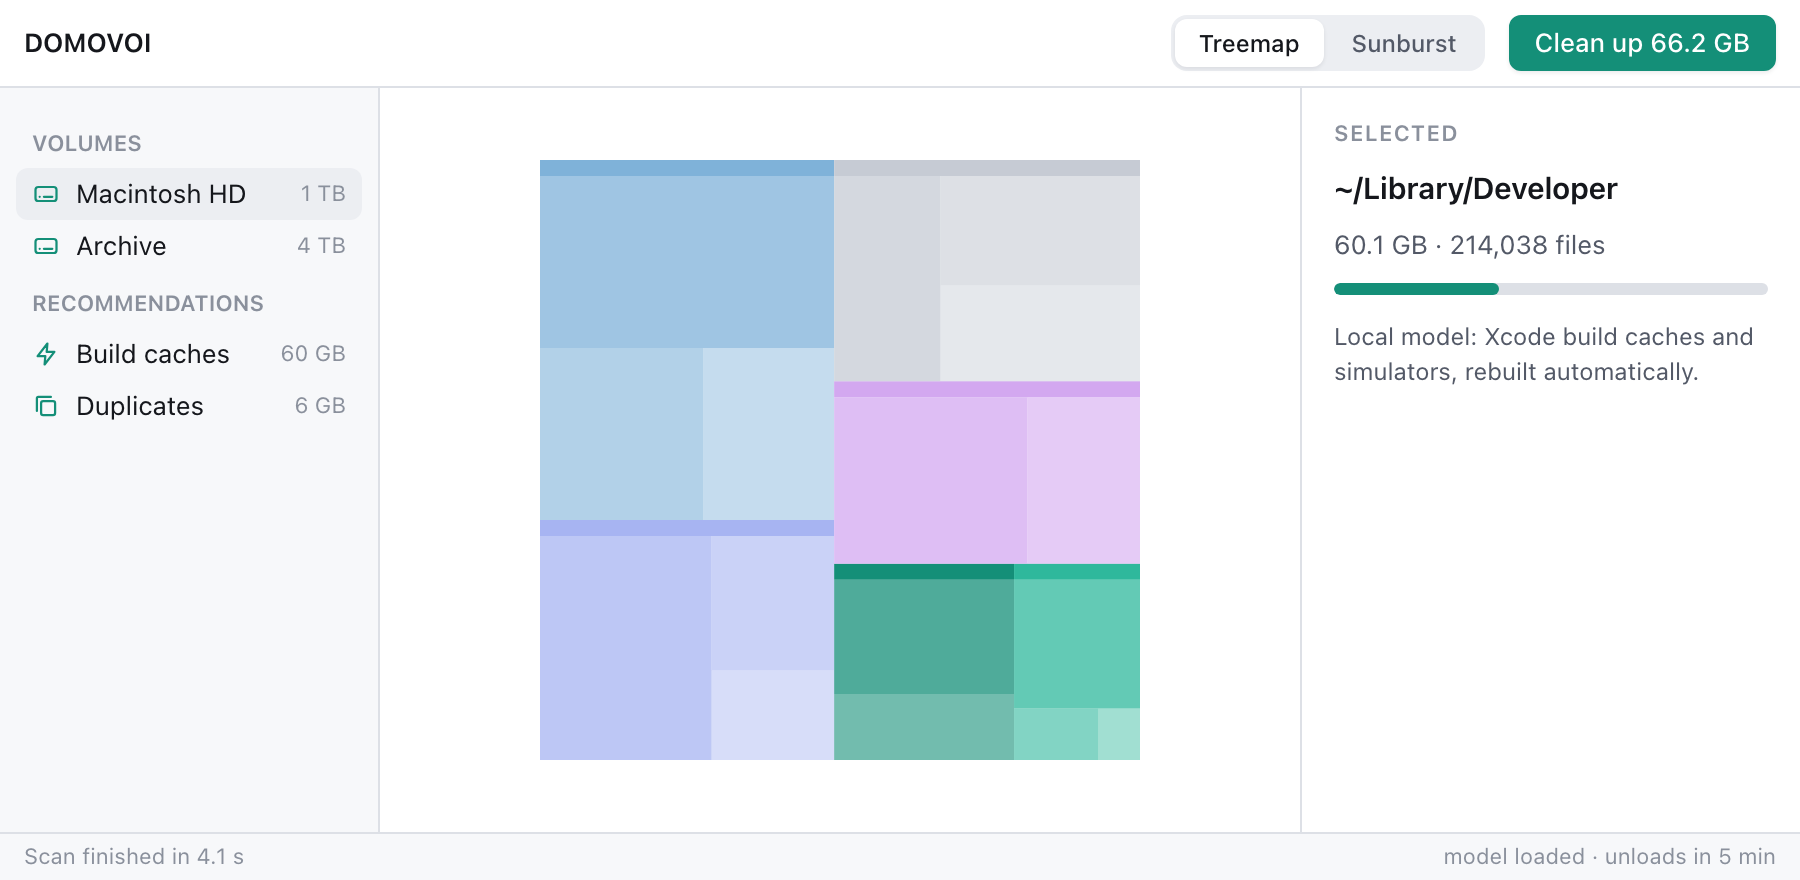 DOMOVOI
Treemap
Sunburst
Clean up 66.2 GB
VOLUMES
Macintosh HD 1 TB
Archive 4 TB
RECOMMENDATIONS
Build caches 60 GB
Duplicates 6 GB
SELECTED
~/Library/Developer
60.1 GB · 214,038 files
Local model: Xcode build caches and
simulators, rebuilt automatically.
Scan finished in 4.1 s
model loaded · unloads in 5 min